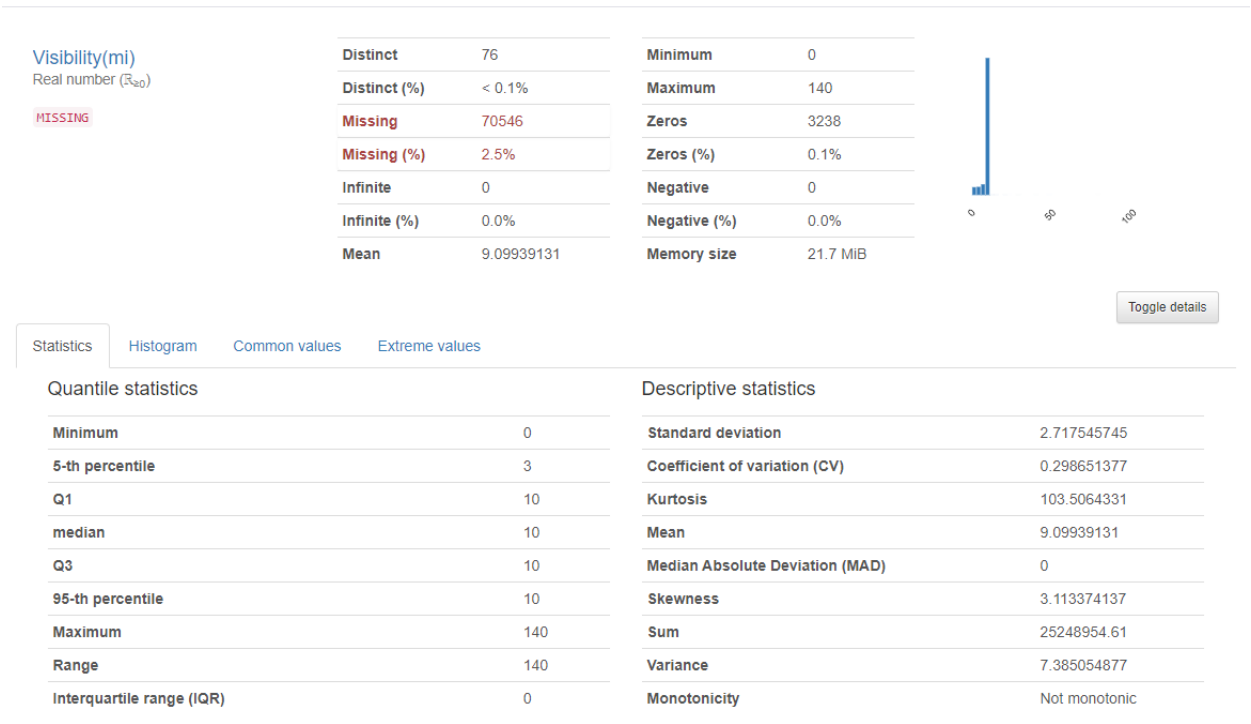 Visibility(mi)
Real number (ℝ≥0)
MISSING
Distinct 76
Distinct (%) < 0.1%
Missing 70546
Missing (%) 2.5%
Infinite 0
Infinite (%) 0.0%
Mean 9.09939131
Minimum 0
Maximum 140
Zeros 3238
Zeros (%) 0.1%
Negative 0
Negative (%) 0.0%
Memory size 21.7 MiB
0 50 100
Toggle details
Statistics Histogram Common values Extreme values
Quantile statistics
Minimum 0
5-th percentile 3
Q1 10
median 10
Q3 10
95-th percentile 10
Maximum 140
Range 140
Interquartile range (IQR) 0
Descriptive statistics
Standard deviation 2.717545745
Coefficient of variation (CV) 0.298651377
Kurtosis 103.5064331
Mean 9.09939131
Median Absolute Deviation (MAD) 0
Skewness 3.113374137
Sum 25248954.61
Variance 7.385054877
Monotonicity Not monotonic